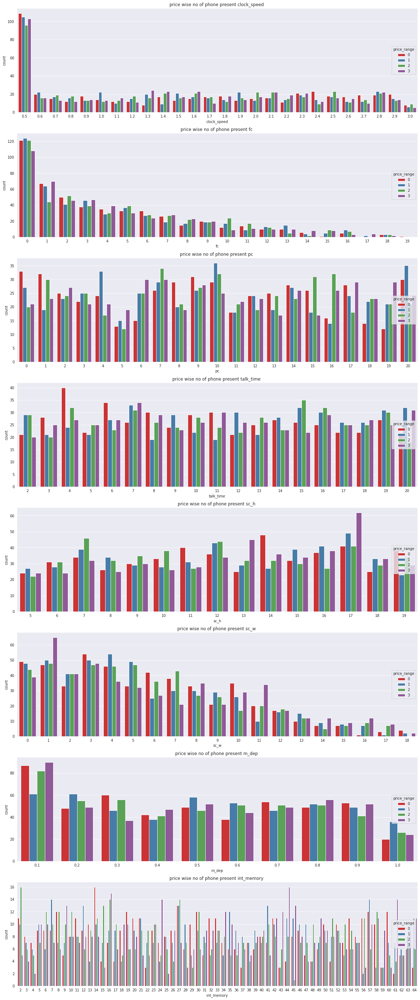 price wise no of phone present clock_speed
count
100
80
60
40
20
0
price_range
0
1
2
3
0.5 0.6 0.7 0.8 0.9 1.0 1.1 1.2 1.3 1.4 1.5 1.6 1.7 1.8 1.9 2.0 2.1 2.2 2.3 2.4 2.5 2.6 2.7 2.8 2.9 3.0
clock_speed
price wise no of phone present fc
count
120
100
80
60
40
20
0
price_range
0
1
2
3
0 1 2 3 4 5 6 7 8 9 10 11 12 13 14 15 16 17 18 19
fc
price wise no of phone present pc
count
35
30
25
20
15
10
5
0
price_range
0
1
2
3
0 1 2 3 4 5 6 7 8 9 10 11 12 13 14 15 16 17 18 19 20
pc
price wise no of phone present talk_time
count
40
35
30
25
20
15
10
5
0
price_range
0
1
2
3
2 3 4 5 6 7 8 9 10 11 12 13 14 15 16 17 18 19 20
talk_time
price wise no of phone present sc_h
count
60
50
40
30
20
10
0
price_range
0
1
2
3
5 6 7 8 9 10 11 12 13 14 15 16 17 18 19
sc_h
price wise no of phone present sc_w
count
60
50
40
30
20
10
0
price_range
0
1
2
3
0 1 2 3 4 5 6 7 8 9 10 11 12 13 14 15 16 17 18
sc_w
price wise no of phone present m_dep
count
80
60
40
20
0
price_range
0
1
2
3
0.1 0.2 0.3 0.4 0.5 0.6 0.7 0.8 0.9 1.0
m_dep
price wise no of phone present int_memory
count
16
14
12
10
8
6
4
2
0
price_range
0
1
2
3
2 3 4 5 6 7 8 9 10 11 12 13 14 15 16 17 18 19 20 21 22 23 24 25 26 27 28 29 30 31 32 33 34 35 36 37 38 39 40 41 42 43 44 45 46 47 48 49 50 51 52 53 54 55 56 57 58 59 60 61 62 63 64
int_memory